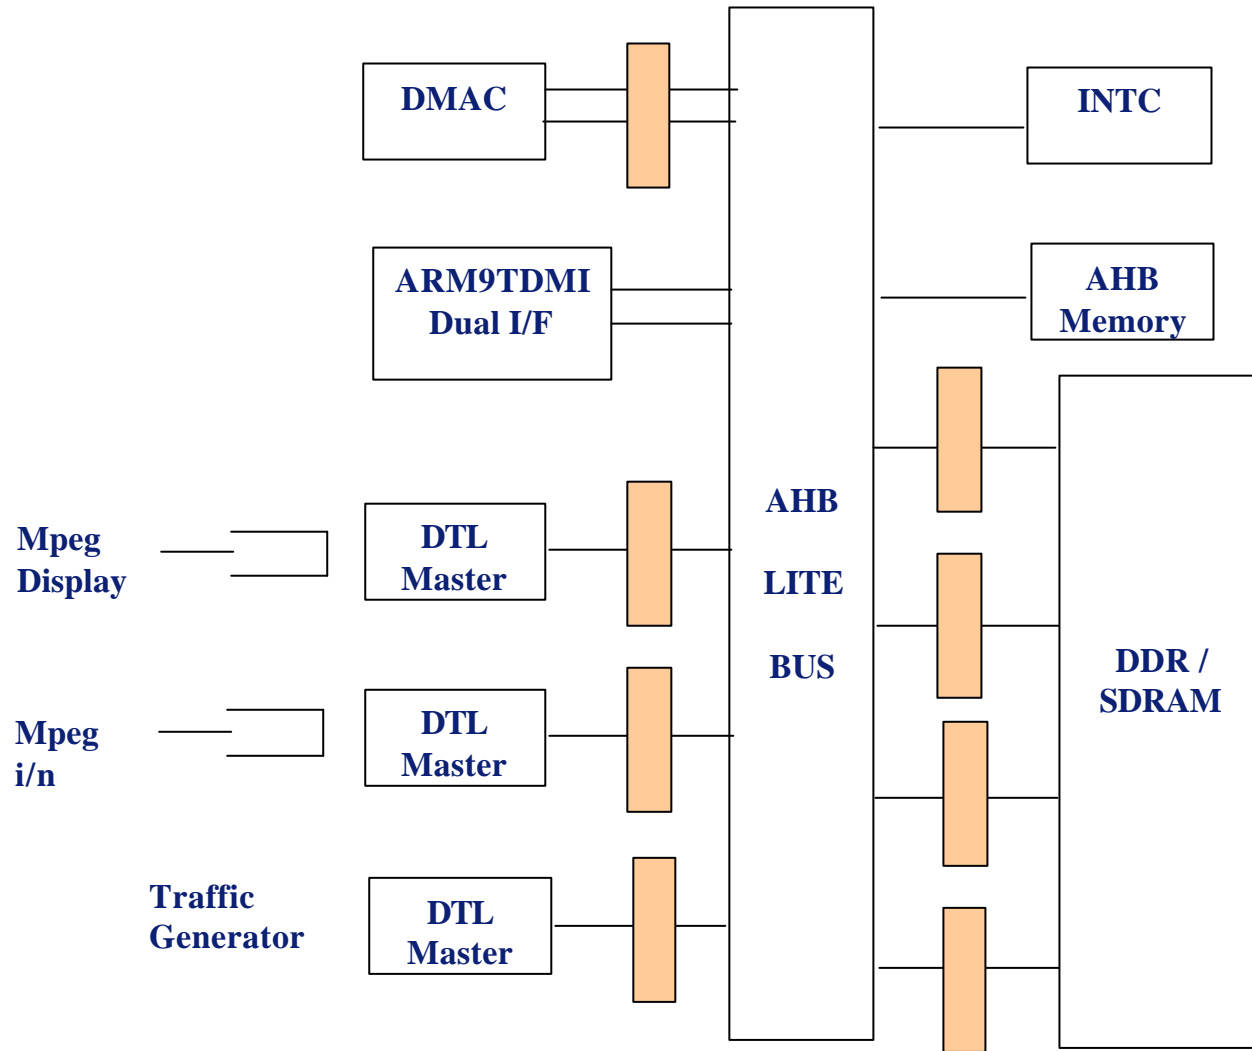 DMAC
INTC
ARM9TDMI
Dual I/F
AHB
Memory
Mpeg
Display
DTL
Master
AHB
LITE
BUS
DDR /
SDRAM
Mpeg
i/n
DTL
Master
Traffic
Generator
DTL
Master